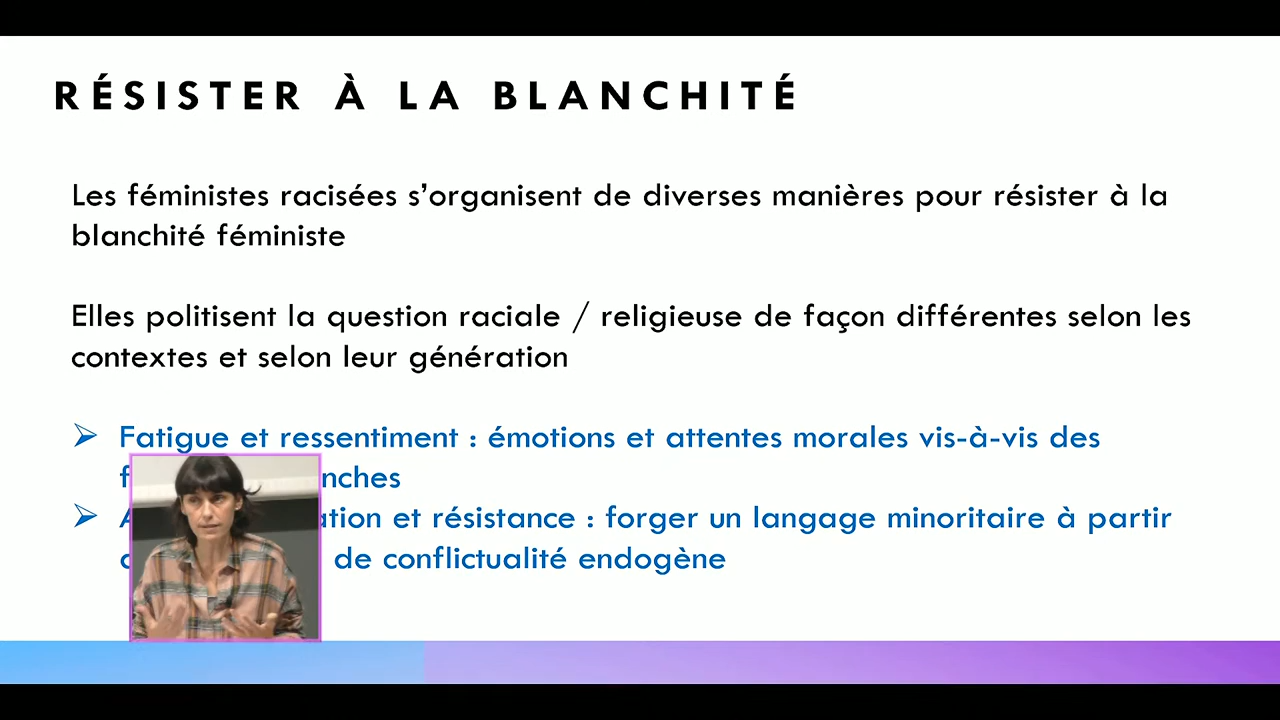 RÉSISTER À LA BLANCHITÉ
Les féministes racisées s’organisent de diverses manières pour résister à la
blanchité féministe
Elles politisent la question raciale / religieuse de façon différentes selon les
contextes et selon leur génération
Fatigue et ressentiment : émotions et attentes morales vis-à-vis des
et résistance : forger un langage minoritaire à partir
de conflictualité endogène